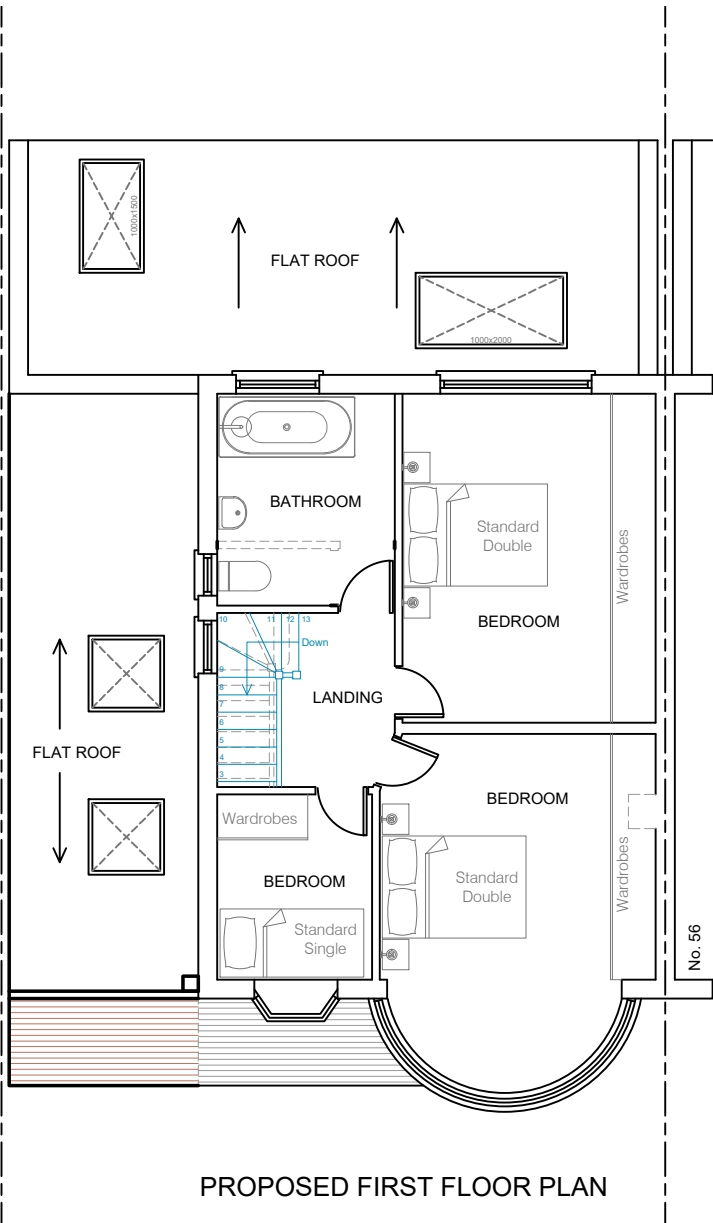 1000x1500
FLAT ROOF
1000x2000
BATHROOM
Standard
Double
Wardrobes
BEDROOM
10
11
12
13
Down
9
8
7
6
5
4
3
LANDING
FLAT ROOF
Wardrobes
BEDROOM
Standard
Single
BEDROOM
Standard
Double
Wardrobes
No. 56
PROPOSED FIRST FLOOR PLAN